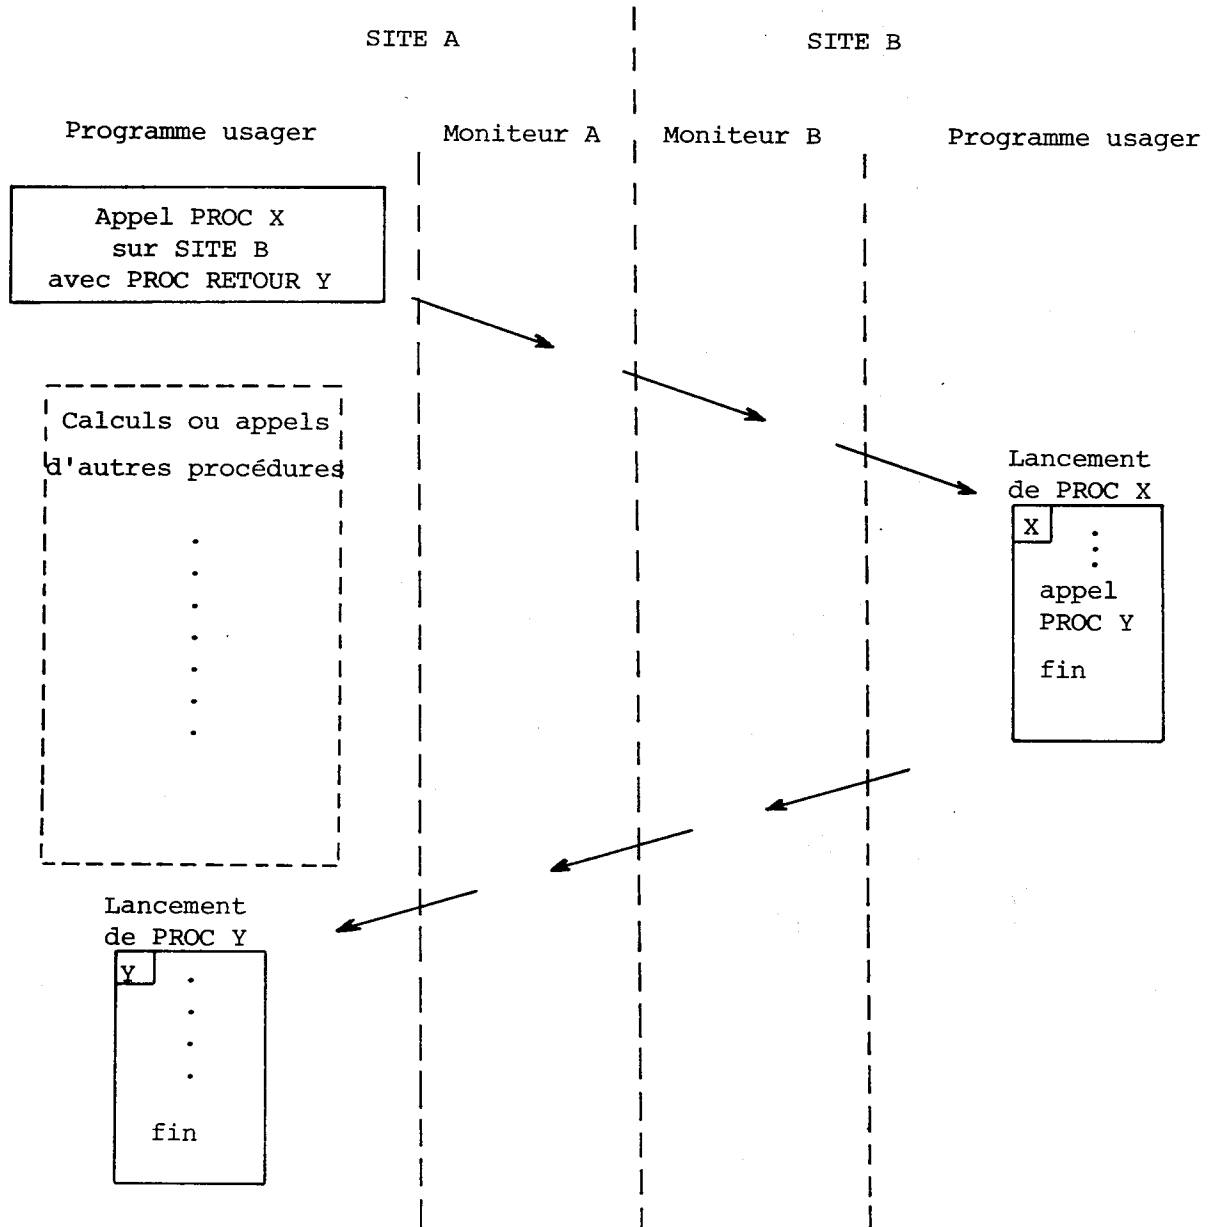 SITE A
SITE B
Programme usager
Moniteur A
Moniteur B
Programme usager
Appel PROC X
sur SITE B
avec PROC RETOUR Y
Calculs ou appels
d'autres procédures
Lancement
de PROC X
X
appel
PROC Y
fin
Lancement
de PROC Y
Y
fin